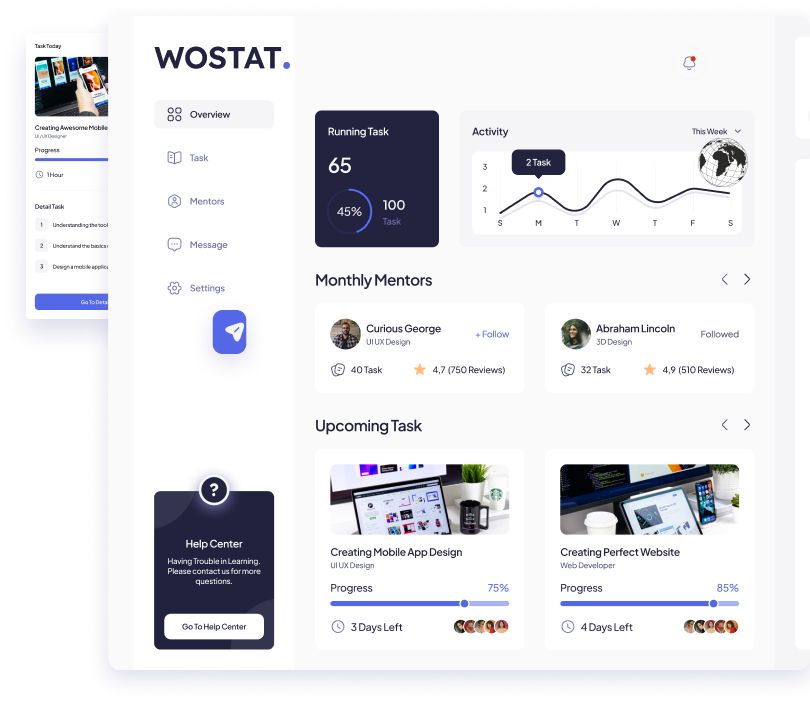 Task Today
Creating Awesome Mobile
UI /UX Designer
Progress
1 Hour
Detail Task
1 Understanding the tool
2 Understand the basics
3 Design a mobile applic
Go To Detai
WOSTAT.
Overview
Task
Mentors
Message
Settings
?
Help Center
Having Trouble in Learning.
Please contact us for more
questions.
Go To Help Center
Running Task
65
45%
100
Task
Activity
This Week
2 Task
3
2
1
S M T W T F S
Monthly Mentors
Curious George
UI UX Design
+ Follow
40 Task
4,7 (750 Reviews)
Abraham Lincoln
3D Design
Followed
32 Task
4,9 (510 Reviews)
Upcoming Task
Creating Mobile App Design
UI UX Design
Progress 75%
3 Days Left
Creating Perfect Website
Web Developer
Progress 85%
4 Days Left